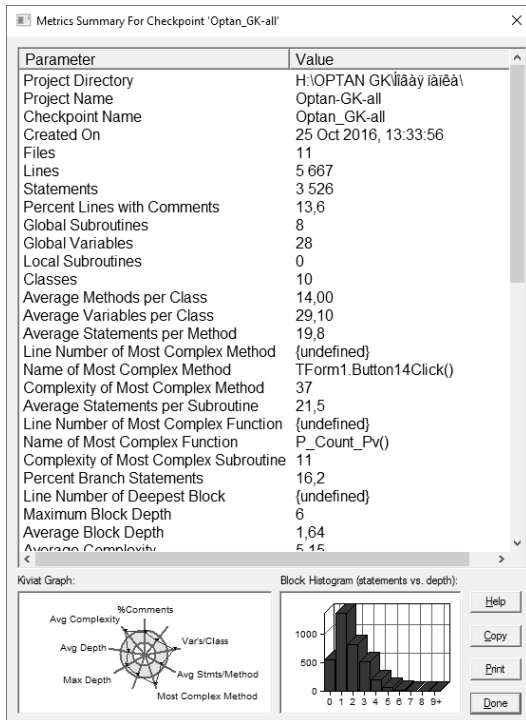 Metrics Summary For Checkpoint 'Optan_GK-all'
Parameter Value
Project Directory H:\OPTAN GK\Ïîâàÿ ïàïêà\
Project Name Optan-GK-all
Checkpoint Name Optan_GK-all
Created On 25 Oct 2016, 13:33:56
Files 11
Lines 5 667
Statements 3 526
Percent Lines with Comments 13,6
Global Subroutines 8
Global Variables 28
Local Subroutines 0
Classes 10
Average Methods per Class 14,00
Average Variables per Class 29,10
Average Statements per Method 19,8
Line Number of Most Complex Method {undefined}
Name of Most Complex Method TForm1.Button14Click()
Complexity of Most Complex Method 37
Average Statements per Subroutine 21,5
Line Number of Most Complex Function {undefined}
Name of Most Complex Function P_Count_Pv()
Complexity of Most Complex Subroutine 11
Percent Branch Statements 16,2
Line Number of Deepest Block {undefined}
Maximum Block Depth 6
Average Block Depth 1,64
Average Complexity 5,15
Kiviat Graph:
%Comments
Avg Complexity
Var's/Class
Avg Depth
Avg Stmts/Method
Max Depth
Most Complex Method
Block Histogram (statements vs. depth):
1000
500
0
0 1 2 3 4 5 6 7 8 9+
Help
Copy
Print
Done